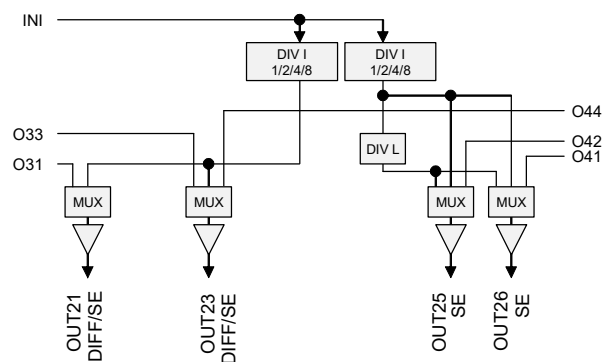 INI
DIV I
1/2/4/8
DIV I
1/2/4/8
O44
O33
O42
O31
DIV L
O41
MUX
MUX
MUX
MUX
OUT21
DIFF/SE
OUT23
DIFF/SE
OUT25
SE
OUT26
SE